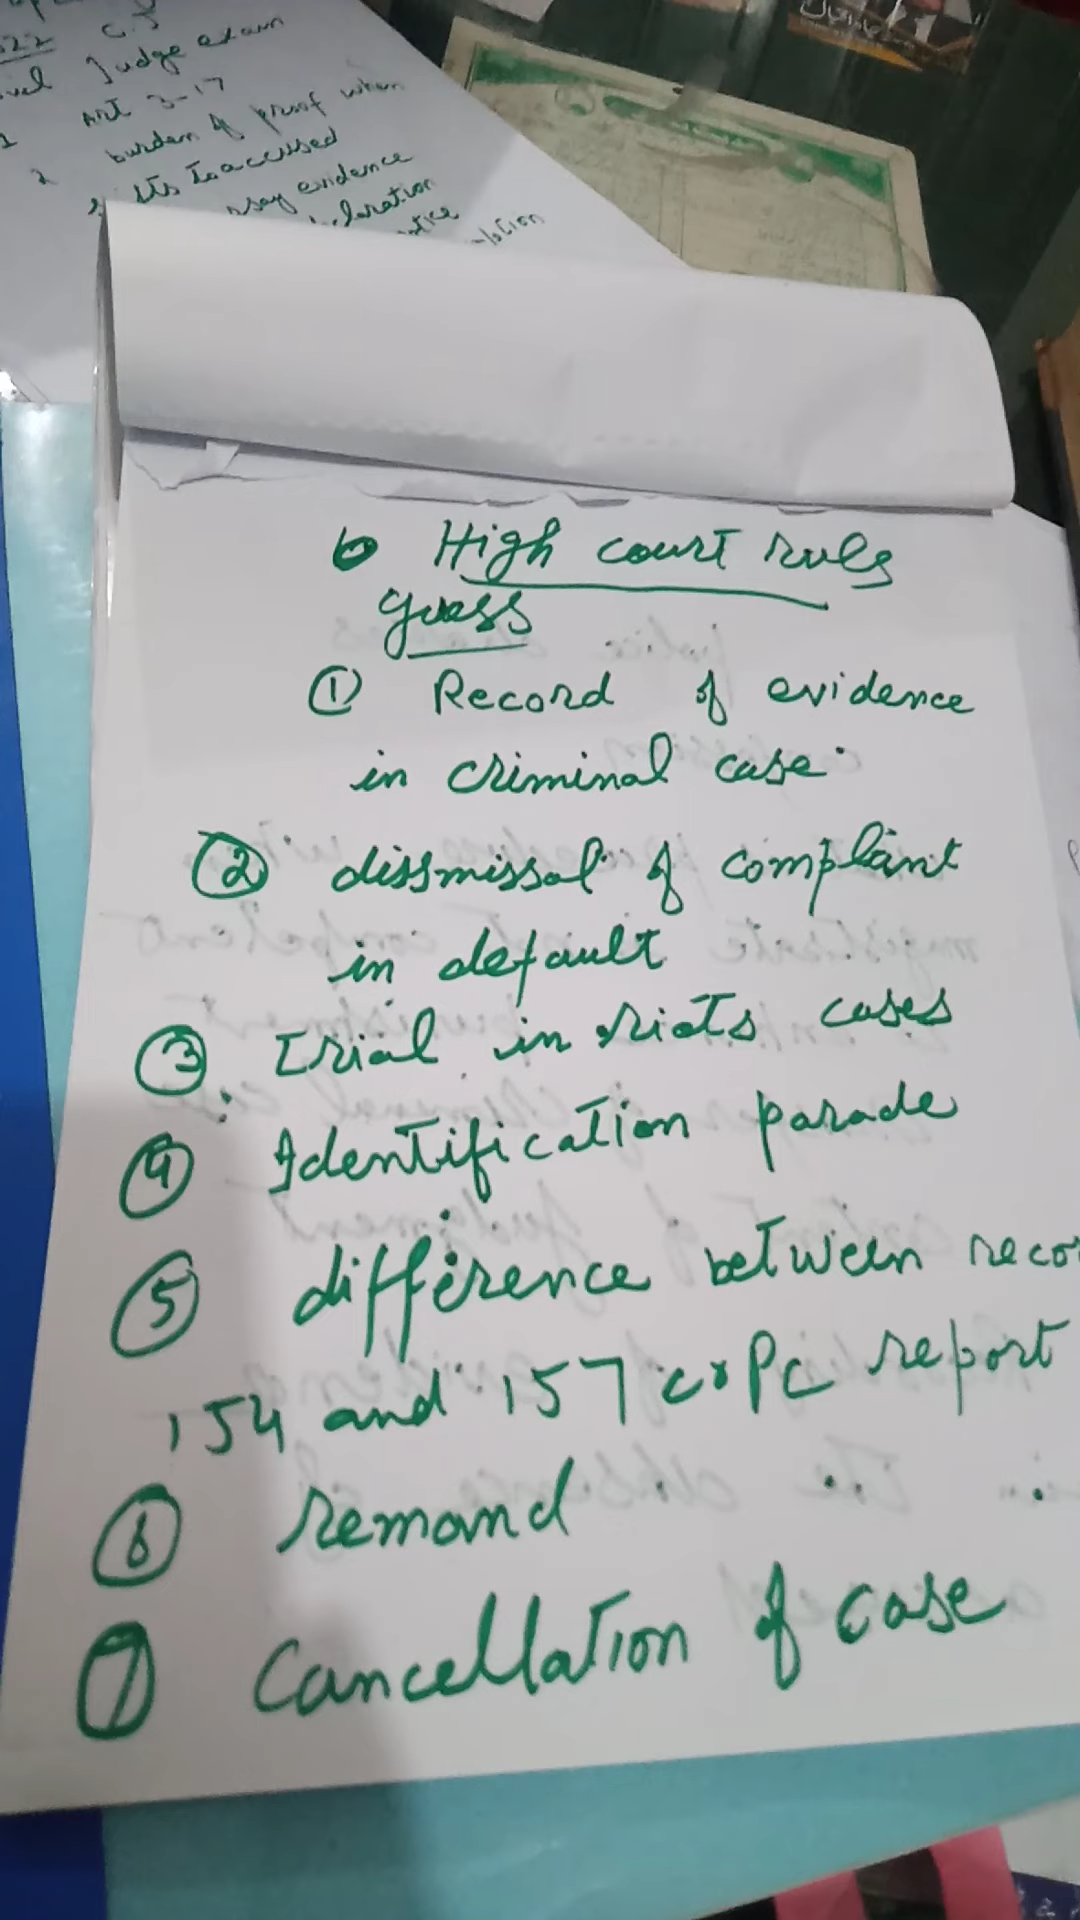 Judge exam
Art 3-17
burden of proof when
evidence
High court rules
guess
① Record of evidence
in criminal case
② dissmissal of complaint
in default
③ Trial in riots cases
④ Identification parade
⑤ difference between reco
154 and 157 crPc report
⑥ remand
⑦ Cancellation of case